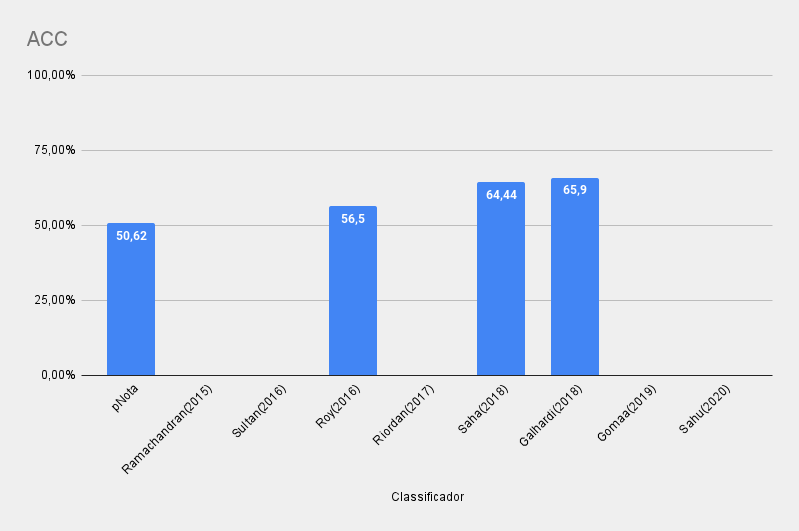 ACC
100,00%
75,00%
50,00%
25,00%
0,00%
50,62
56,5
64,44
65,9
pNota
Ramachandran(2015)
Sultan(2016)
Roy(2016)
Riordan(2017)
Saha(2018)
Galhardi(2018)
Gomaa(2019)
Sahu(2020)
Classificador